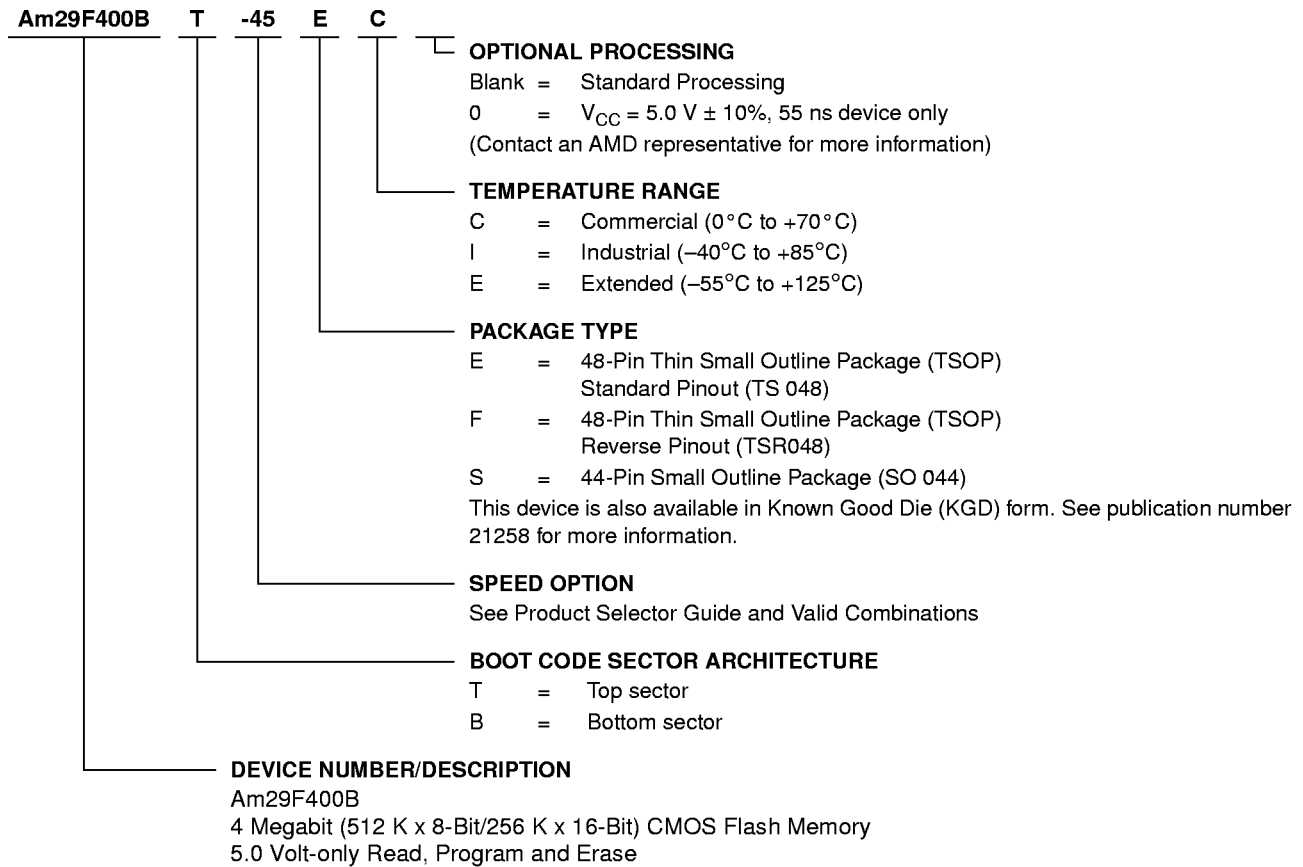 Am29F400B T -45 E C
OPTIONAL PROCESSING
Blank = Standard Processing
0 = VCC = 5.0 V ± 10%, 55 ns device only
(Contact an AMD representative for more information)
TEMPERATURE RANGE
C = Commercial (0°C to +70°C)
I = Industrial (–40°C to +85°C)
E = Extended (–55°C to +125°C)
PACKAGE TYPE
E = 48-Pin Thin Small Outline Package (TSOP)
Standard Pinout (TS 048)
F = 48-Pin Thin Small Outline Package (TSOP)
Reverse Pinout (TSR048)
S = 44-Pin Small Outline Package (SO 044)
This device is also available in Known Good Die (KGD) form. See publication number
21258 for more information.
SPEED OPTION
See Product Selector Guide and Valid Combinations
BOOT CODE SECTOR ARCHITECTURE
T = Top sector
B = Bottom sector
DEVICE NUMBER/DESCRIPTION
Am29F400B
4 Megabit (512 K x 8-Bit/256 K x 16-Bit) CMOS Flash Memory
5.0 Volt-only Read, Program and Erase